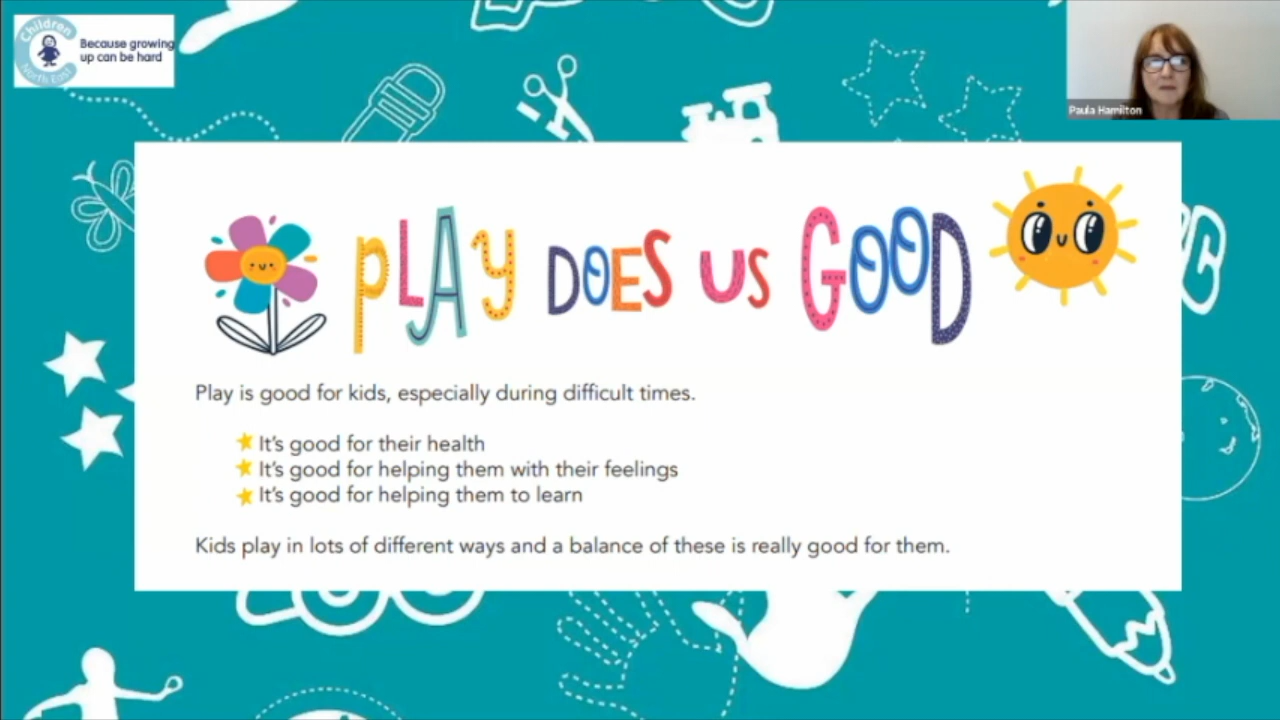 Children
North East
Because growing
up can be hard
Paula Hamilton
PLAY DOES US GOOD
Play is good for kids, especially during difficult times.
It's good for their health
It's good for helping them with their feelings
It's good for helping them to learn
Kids play in lots of different ways and a balance of these is really good for them.